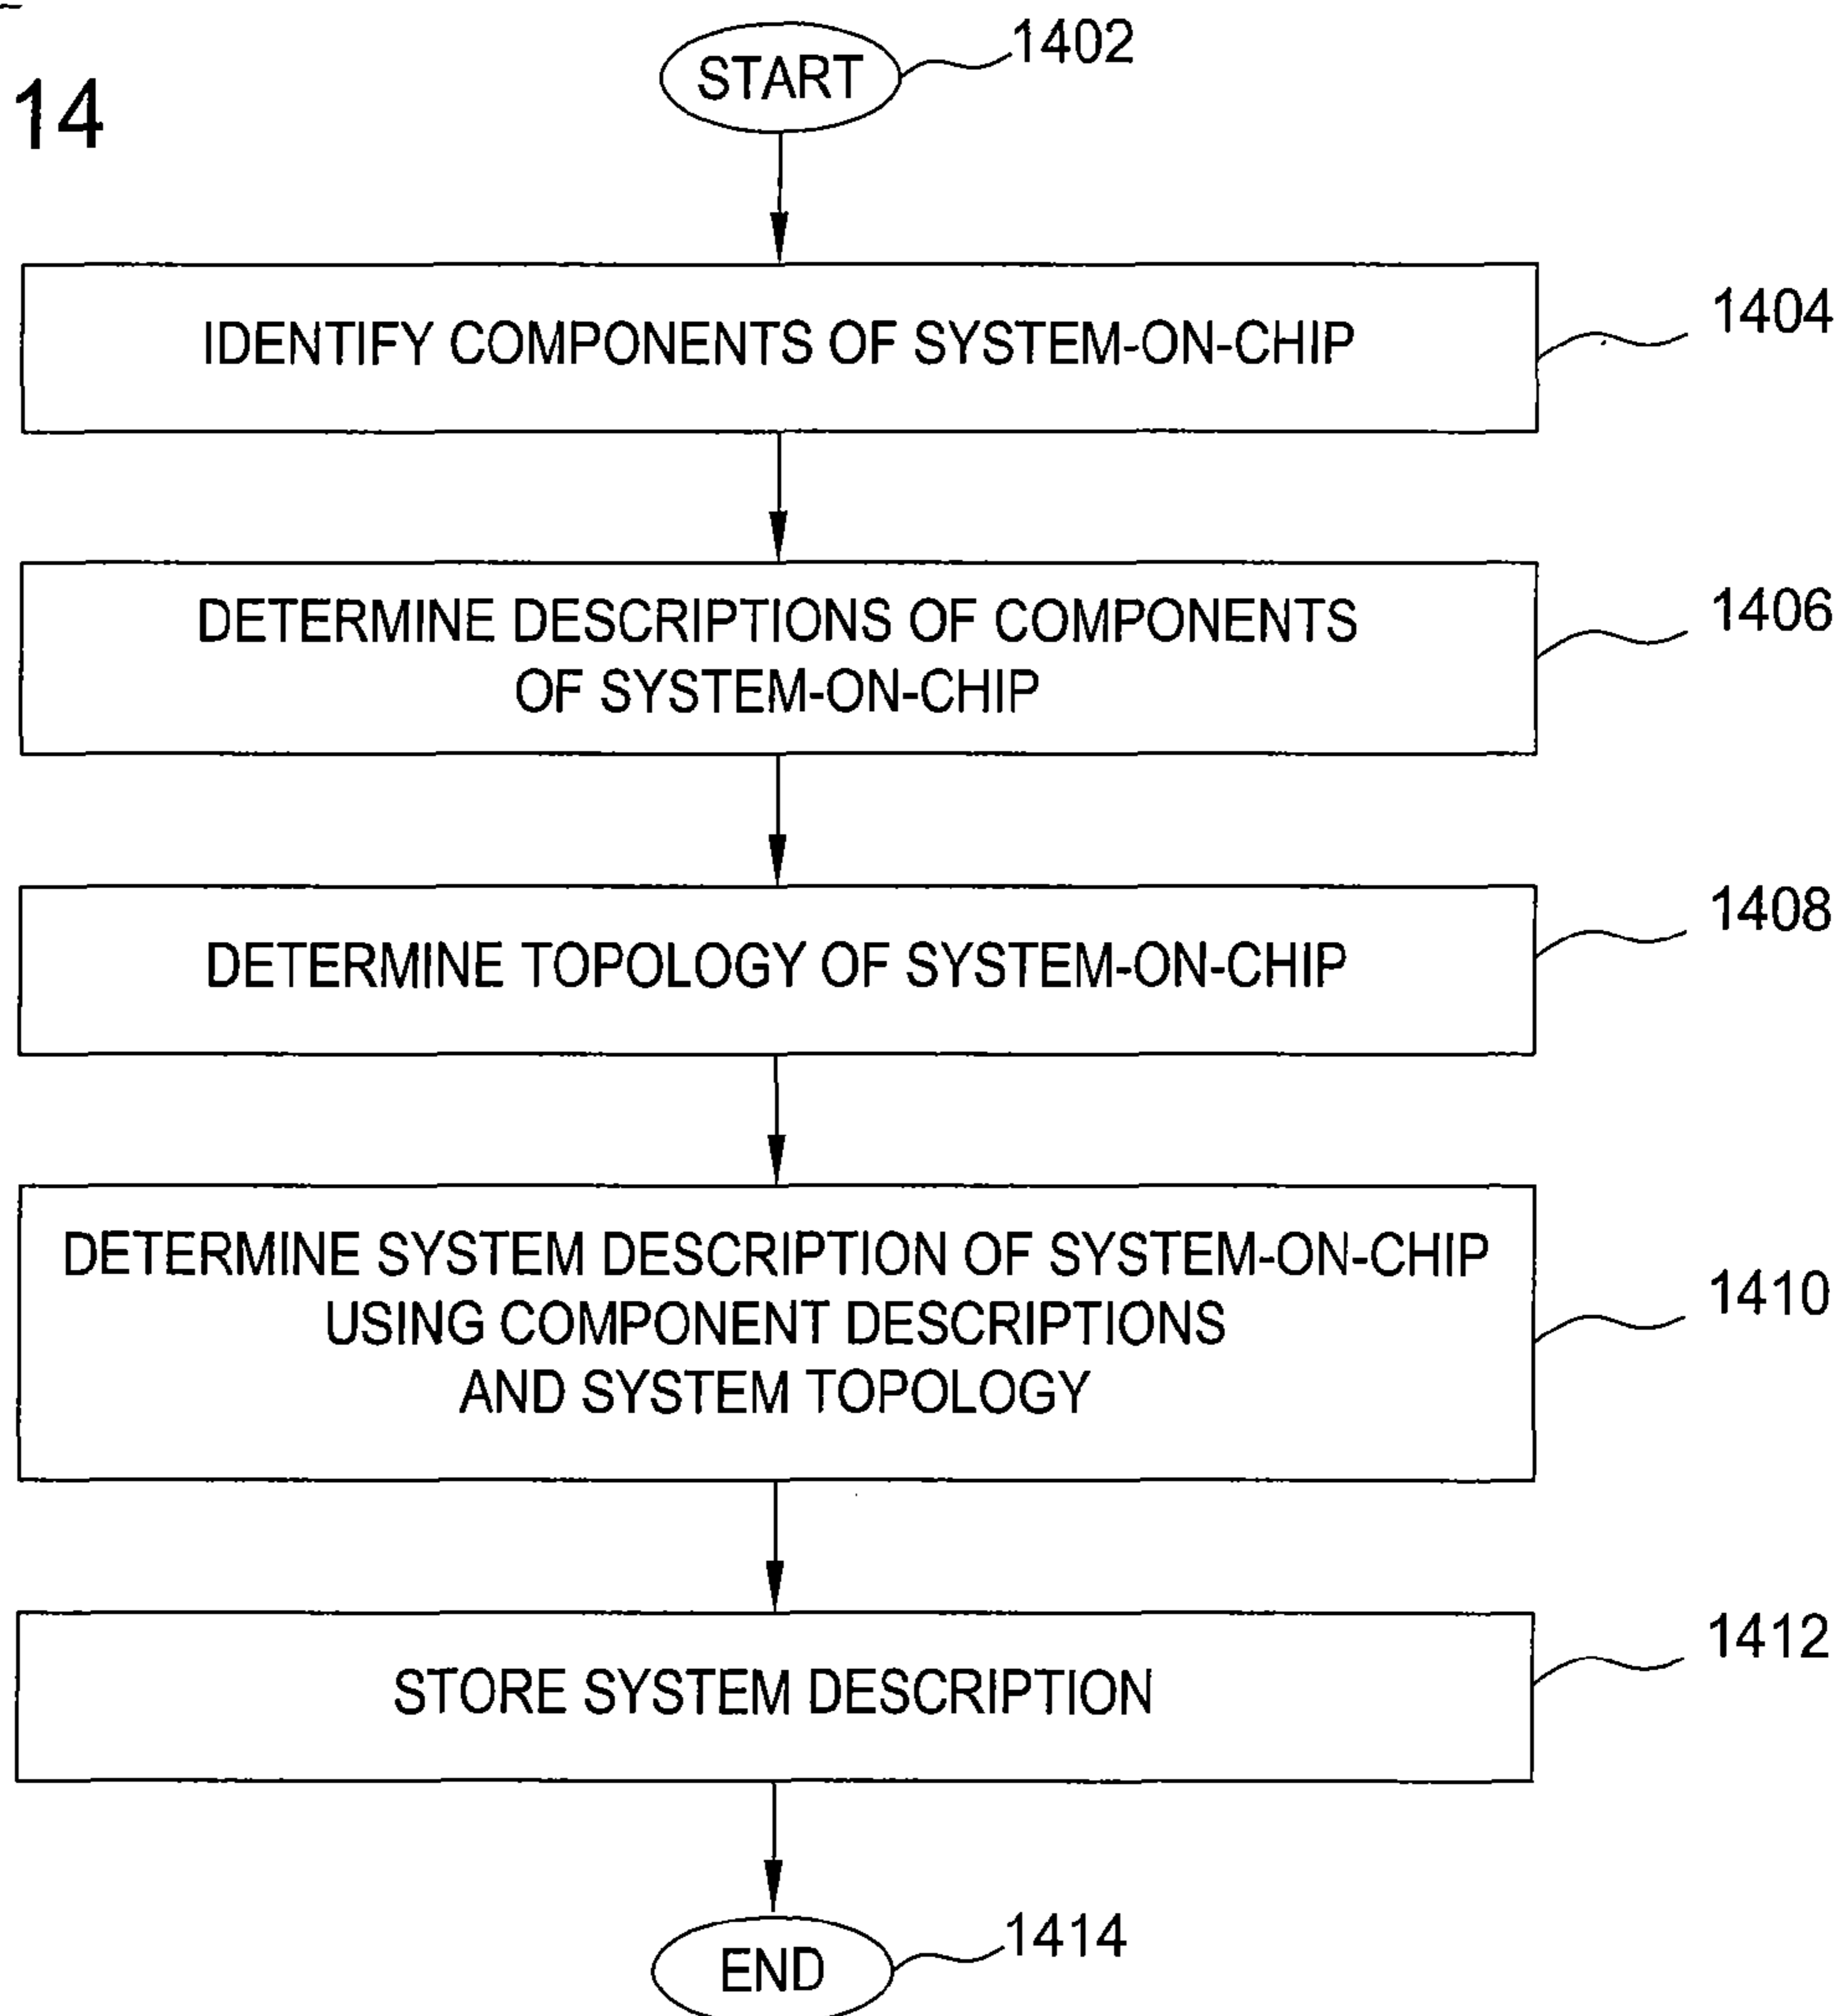 14
START
1402
IDENTIFY COMPONENTS OF SYSTEM-ON-CHIP
1404
DETERMINE DESCRIPTIONS OF COMPONENTS
OF SYSTEM-ON-CHIP
1406
DETERMINE TOPOLOGY OF SYSTEM-ON-CHIP
1408
DETERMINE SYSTEM DESCRIPTION OF SYSTEM-ON-CHIP
USING COMPONENT DESCRIPTIONS
AND SYSTEM TOPOLOGY
1410
STORE SYSTEM DESCRIPTION
1412
END
1414